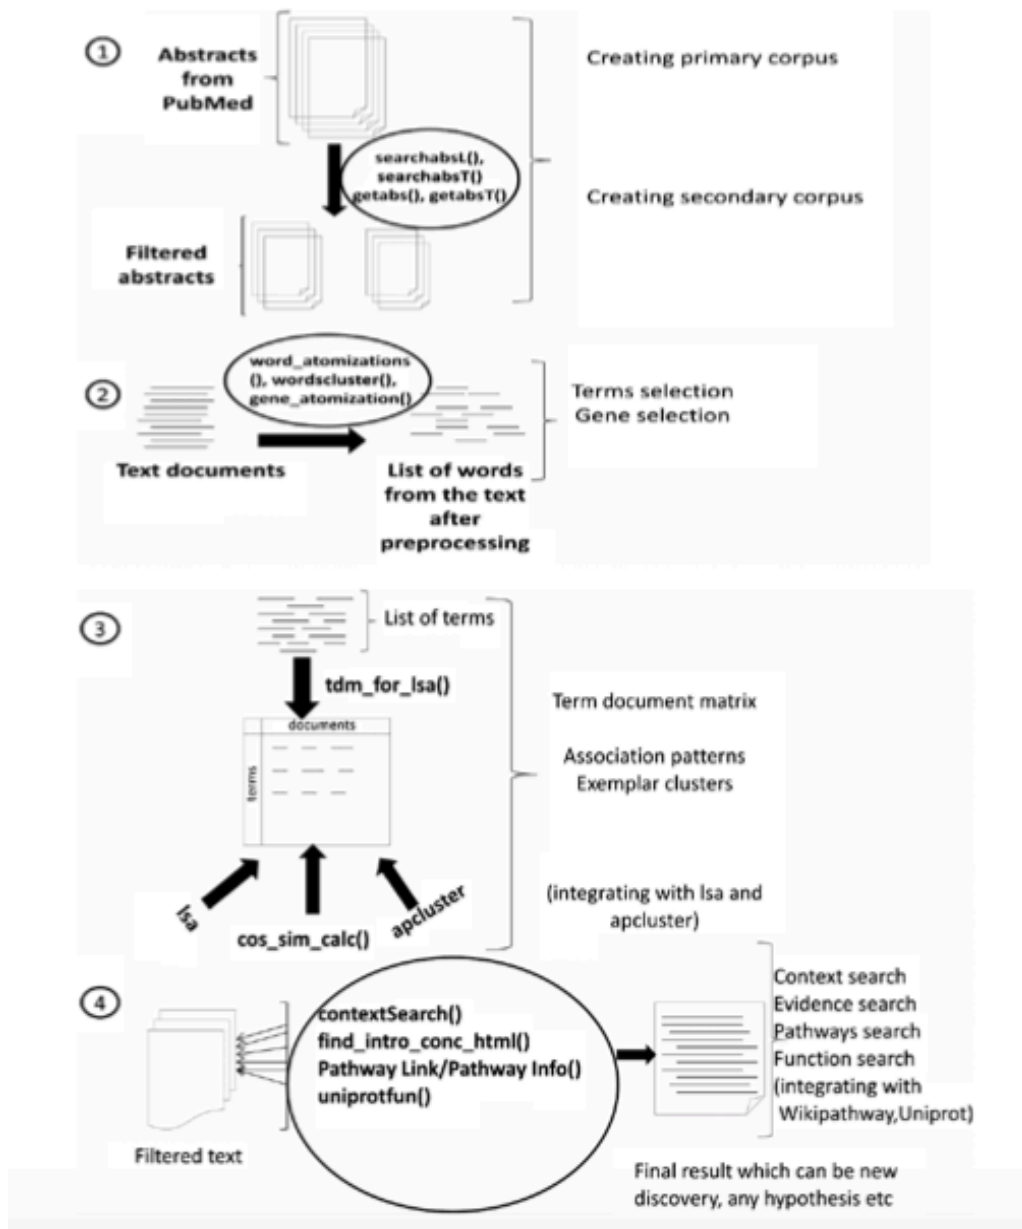 1
Abstracts
from
PubMed
Creating primary corpus
searchabsL(),
searchabsT()
getabs(), getabsT()
Creating secondary corpus
Filtered
abstracts
2
word_atomizations
(), wordscluster(),
gene_atomization()
Terms selection
Gene selection
Text documents
List of words
from the text
after
preprocessing
3
List of terms
tdm_for_lsa()
documents
terms
Term document matrix
Association patterns
Exemplar clusters
lsa
cos_sim_calc()
apcluster
(integrating with lsa and
apcluster)
4
contextSearch()
find_intro_conc_html()
Pathway Link/Pathway Info()
uniprotfun()
Context search
Evidence search
Pathways search
Function search
(integrating with
Wikipathway,Uniprot)
Filtered text
Final result which can be new
discovery, any hypothesis etc